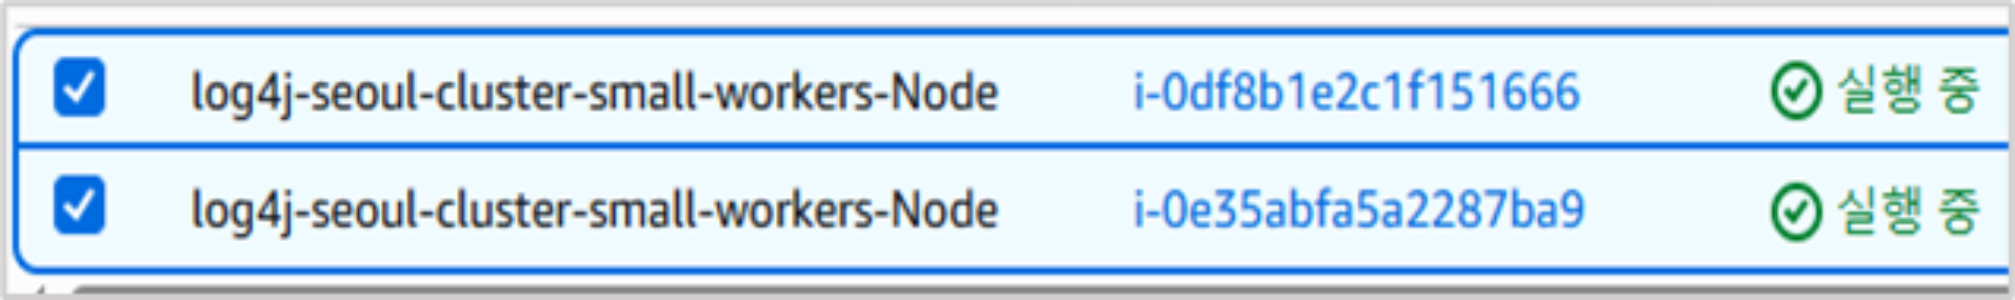 log4j-seoul-cluster-small-workers-Node i-0df8b1e2c1f151666 실행 중
log4j-seoul-cluster-small-workers-Node i-0e35abfa5a2287ba9 실행 중